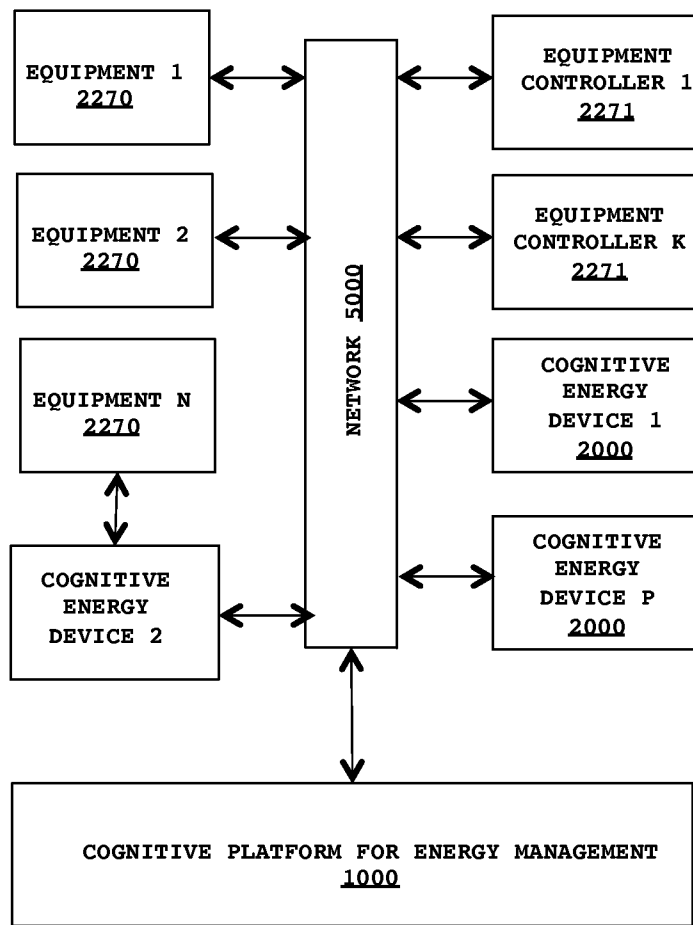 EQUIPMENT 1
2270
EQUIPMENT 2
2270
EQUIPMENT N
2270
COGNITIVE
ENERGY
DEVICE 2
NETWORK 5000
EQUIPMENT
CONTROLLER 1
2271
EQUIPMENT
CONTROLLER K
2271
COGNITIVE
ENERGY
DEVICE 1
2000
COGNITIVE
ENERGY
DEVICE P
2000
COGNITIVE PLATFORM FOR ENERGY MANAGEMENT
1000